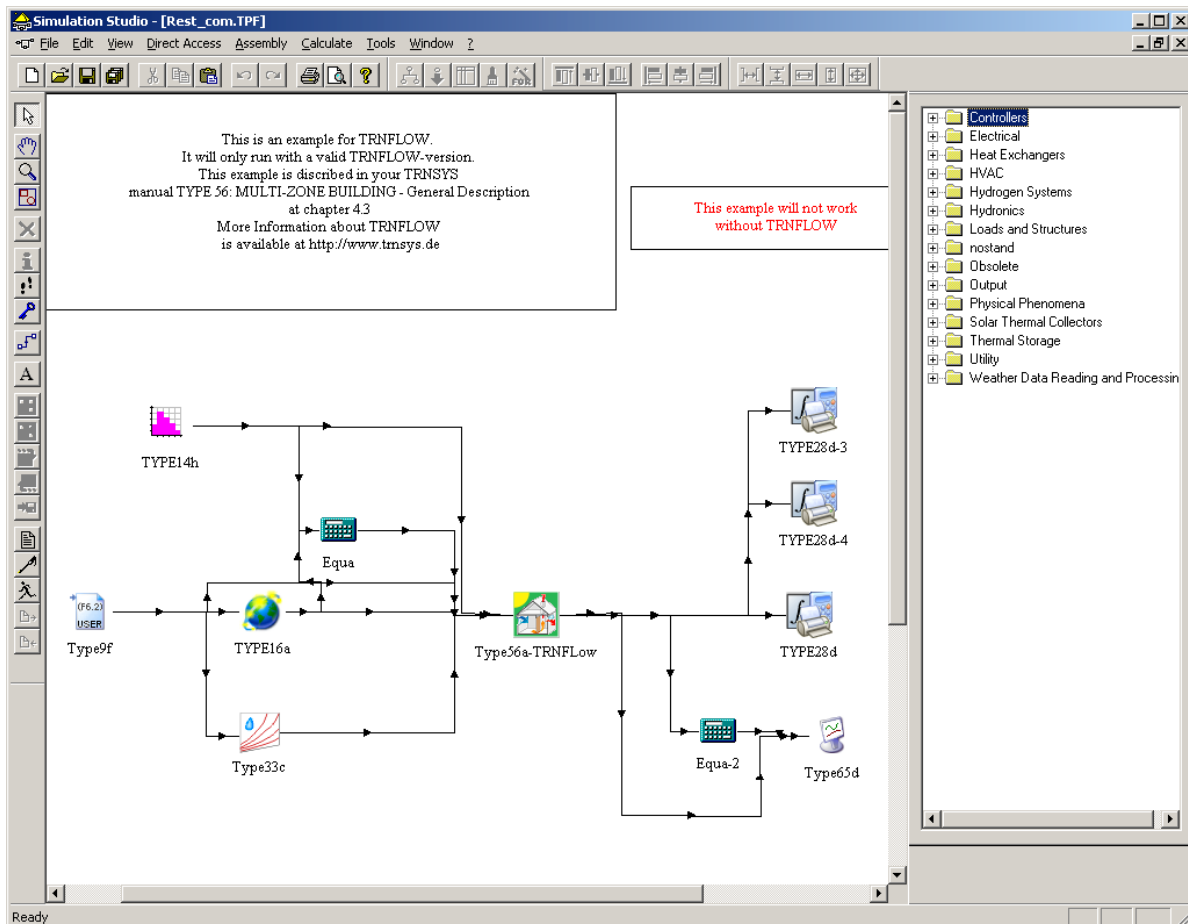 Simulation Studio - [Rest_com.TPF]
File Edit View Direct Access Assembly Calculate Tools Window ?
FOR
This is an example for TRNFLOW.
It will only run with a valid TRNFLOW-version.
This example is discribed in your TRNSYS
manual TYPE 56: MULTI-ZONE BUILDING - General Description
at chapter 4.3
More Information about TRNFLOW
is available at http://www.trnsys.de
This example will not work
without TRNFLOW
A
TYPE14h
Equa
(F6.2)
USER
Type9f
TYPE16a
Type33c
Type56a-TRNFLow
TYPE28d-3
TYPE28d-4
TYPE28d
Equa-2
Type65d
Controllers
Electrical
Heat Exchangers
HVAC
Hydrogen Systems
Hydronics
Loads and Structures
nostand
Obsolete
Output
Physical Phenomena
Solar Thermal Collectors
Thermal Storage
Utility
Weather Data Reading and Processin
Ready